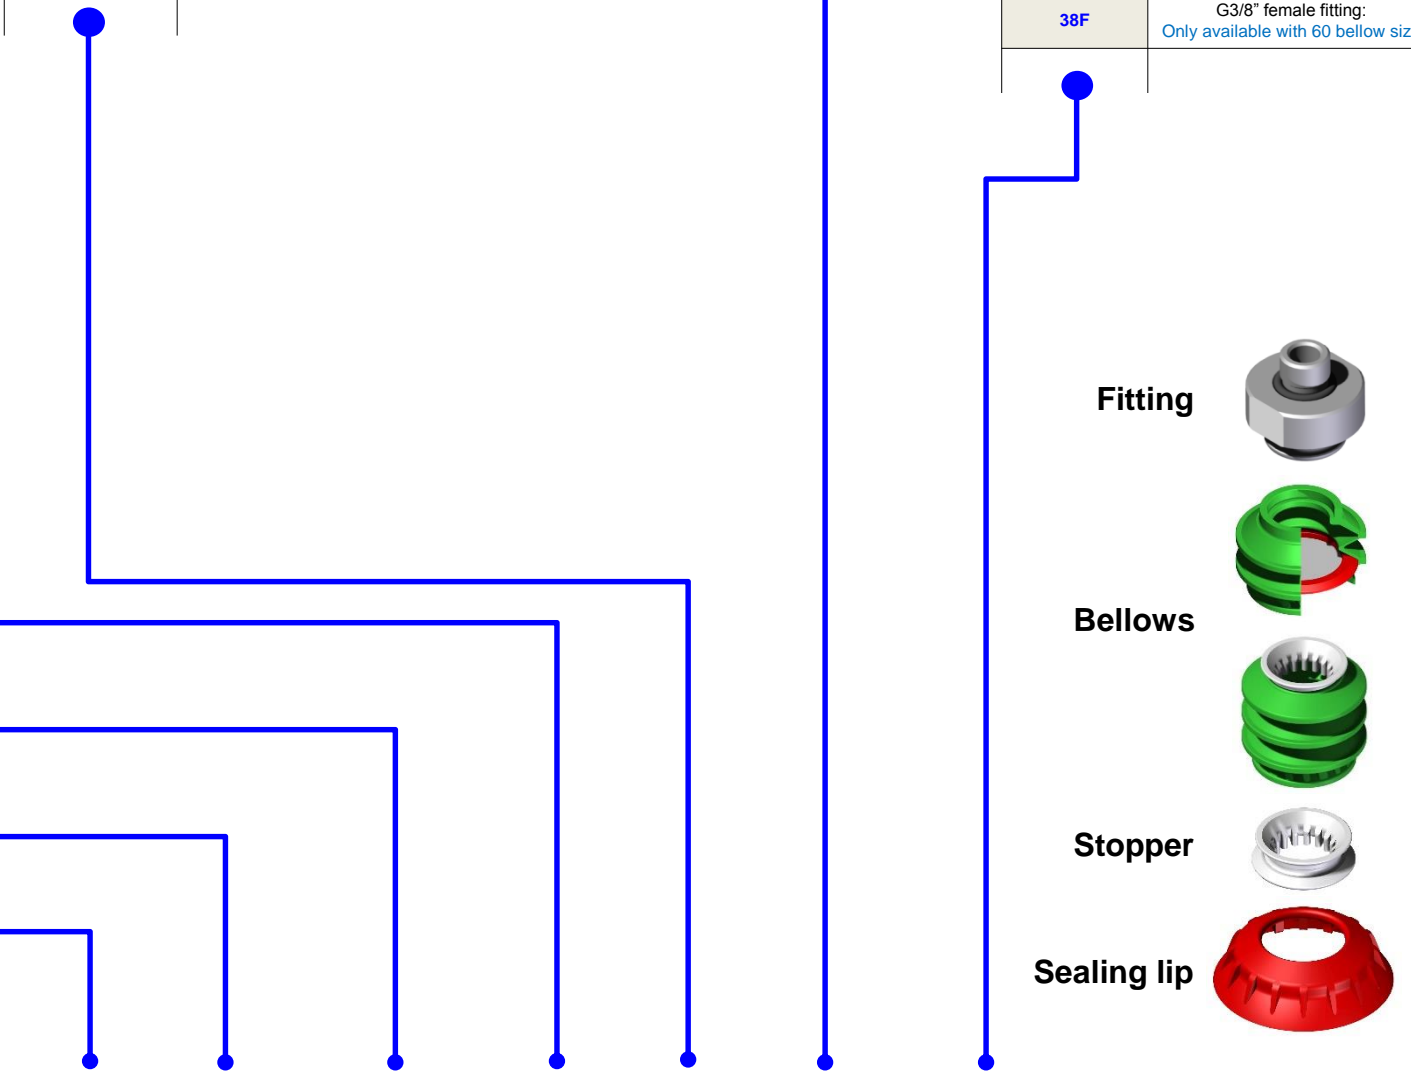 38F
G3/8” female fitting:
Only available with 60 bellow
Fitting
Bellows
Stopper
Sealing lip